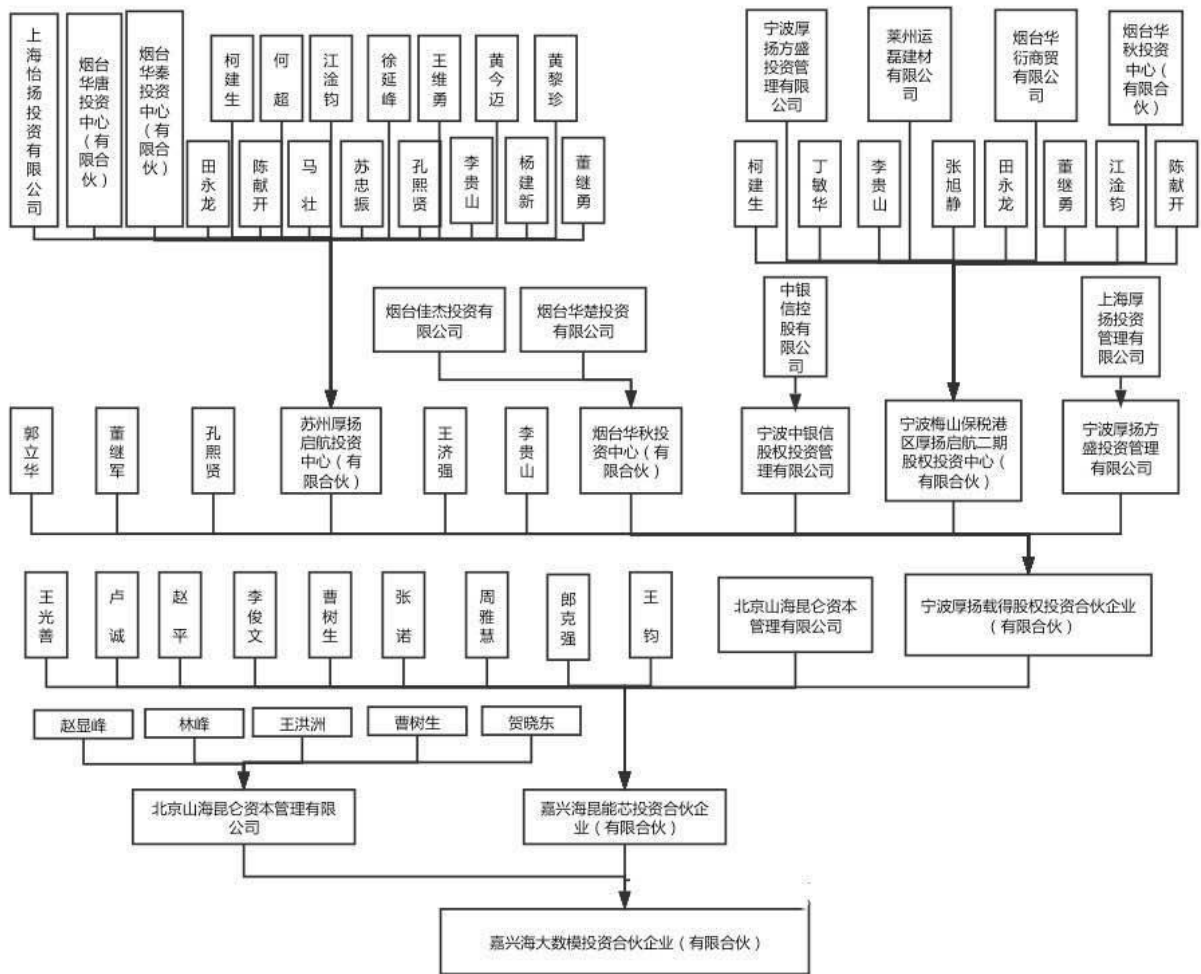 上海怡扬投资有限公司
烟台
华唐
投资
中心
(有
限合
伙)
烟台
华秦
投资
中心
(有
限合
伙)
柯建生
何超
江淦钧
徐延峰
王维勇
黄今迈
黄黎珍
田永龙
陈献开
马壮
苏忠振
孔熙贤
李贵山
杨建新
董继勇
宁波厚
扬方盛
投资管
理有限
公司
莱州运
磊建材
有限公
司
烟台华
衍商贸
有限公
司
烟台华
秋投资
中心(
有限合
伙)
柯建生
丁敏华
李贵山
张旭静
田永龙
董继勇
江淦钧
陈献开
烟台佳杰投资有
限公司
烟台华楚投资
有限公司
中银
信控
股有
限公
司
上海厚
扬投资
管理有
限公司
郭立华
董继军
孔熙贤
苏州厚扬
启航投资
中心(有
限合伙)
王济强
李贵山
烟台华秋投
资中心(有
限合伙)
宁波中银信
股权投资管
理有限公司
宁波梅山保税港
区厚扬启航二期
股权投资中心(
有限合伙)
宁波厚扬方
盛投资管理
有限公司
王光善
卢诚
赵平
李俊文
曹树生
张诺
周雅慧
郎克强
王钧
北京山海昆仑资本
管理有限公司
宁波厚扬载得股权投资合伙企业
(有限合伙)
赵显峰
林峰
王洪洲
曹树生
贺晓东
北京山海昆仑资本管理有限
公司
嘉兴海昆能芯投资合伙企
业(有限合伙)
嘉兴海大数模投资合伙企业(有限合伙)